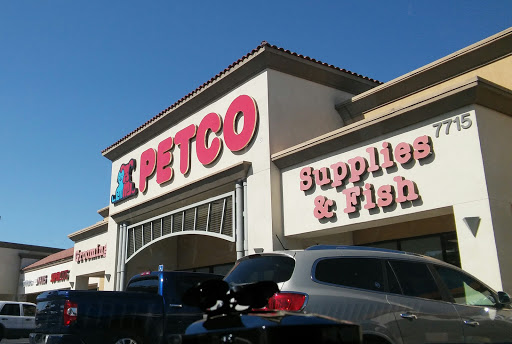 PETCO
Supplies
& Fish
7715
Grooming